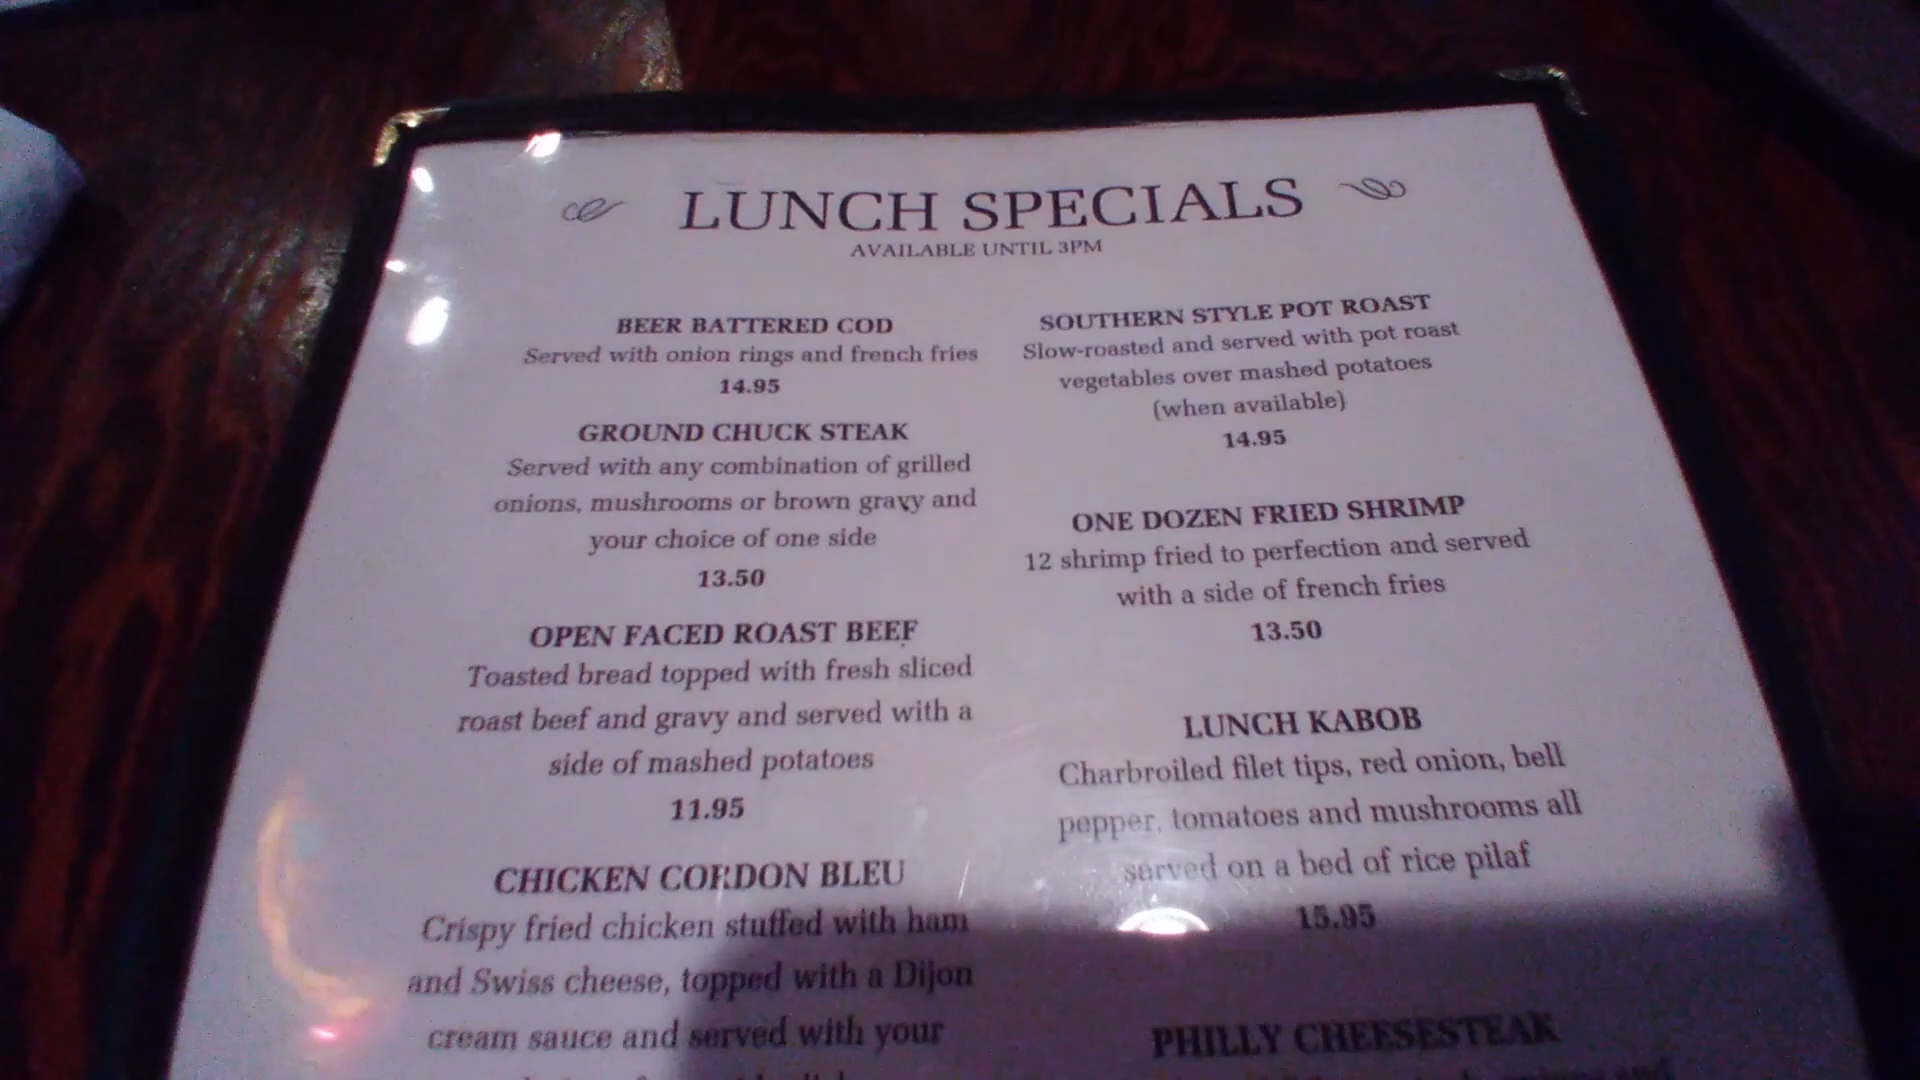 LUNCH SPECIALS
AVAILABLE UNTIL 3PM
BEER BATTERED COD
Served with onion rings and french fries
14.95
GROUND CHUCK STEAK
Served with any combination of grilled
onions, mushrooms or brown gravy and
your choice of one side
13.50
OPEN FACED ROAST BEEF
Toasted bread topped with fresh sliced
roast beef and gravy and served with a
side of mashed potatoes
11.95
CHICKEN CORDON BLEU
Crispy fried chicken stuffed with ham
and Swiss cheese, topped with a Dijon
cream sauce and served with your
SOUTHERN STYLE POT ROAST
Slow-roasted and served with pot roast
vegetables over mashed potatoes
(when available)
14.95
ONE DOZEN FRIED SHRIMP
12 shrimp fried to perfection and served
with a side of french fries
13.50
LUNCH KABOB
Charbroiled filet tips, red onion, bell
pepper, tomatoes and mushrooms all
served on a bed of rice pilaf
15.95
PHILLY CHEESESTEAK